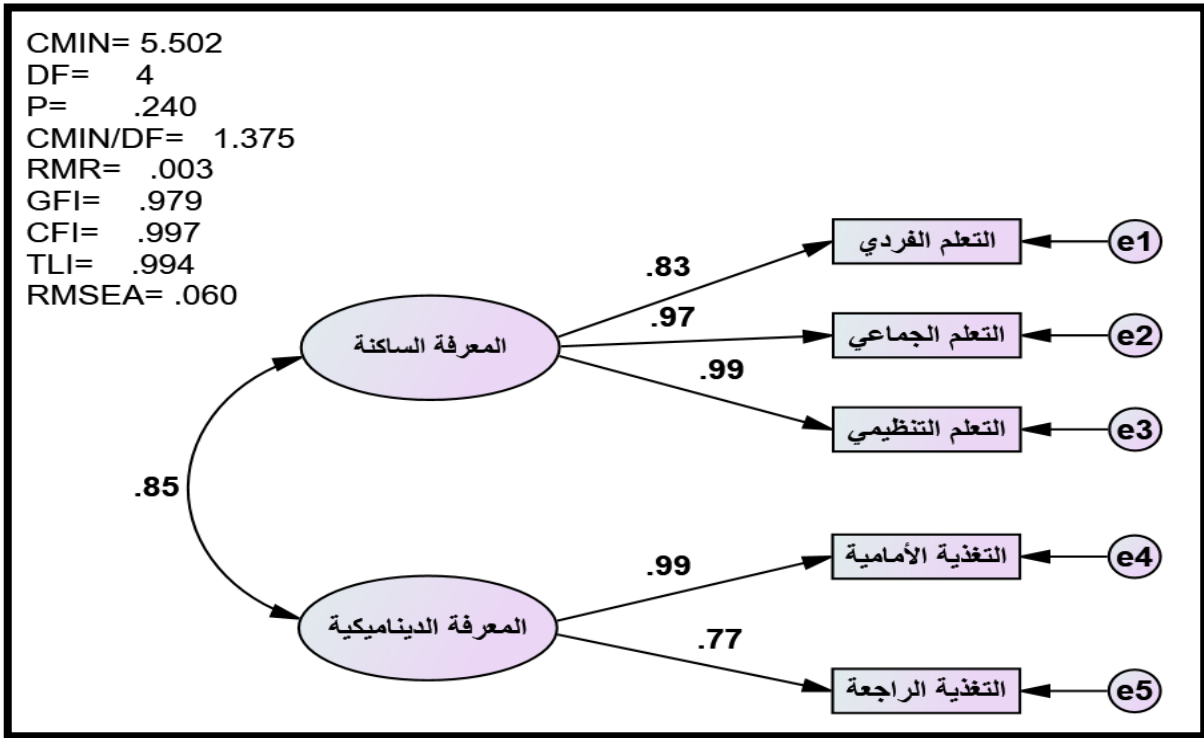 CMIN= 5.502
DF= 4
P= .240
CMIN/DF= 1.375
RMR= .003
GFI= .979
CFI= .997
TLI= .994
RMSEA= .060
التعلم الفردي
e1
.83
التعلم الجماعي
e2
.97
المعرفة الساكنة
.99
التعلم التنظيمي
e3
.85
التغذية الأمامية
e4
.99
المعرفة الديناميكية
.77
التغذية الراجعة
e5